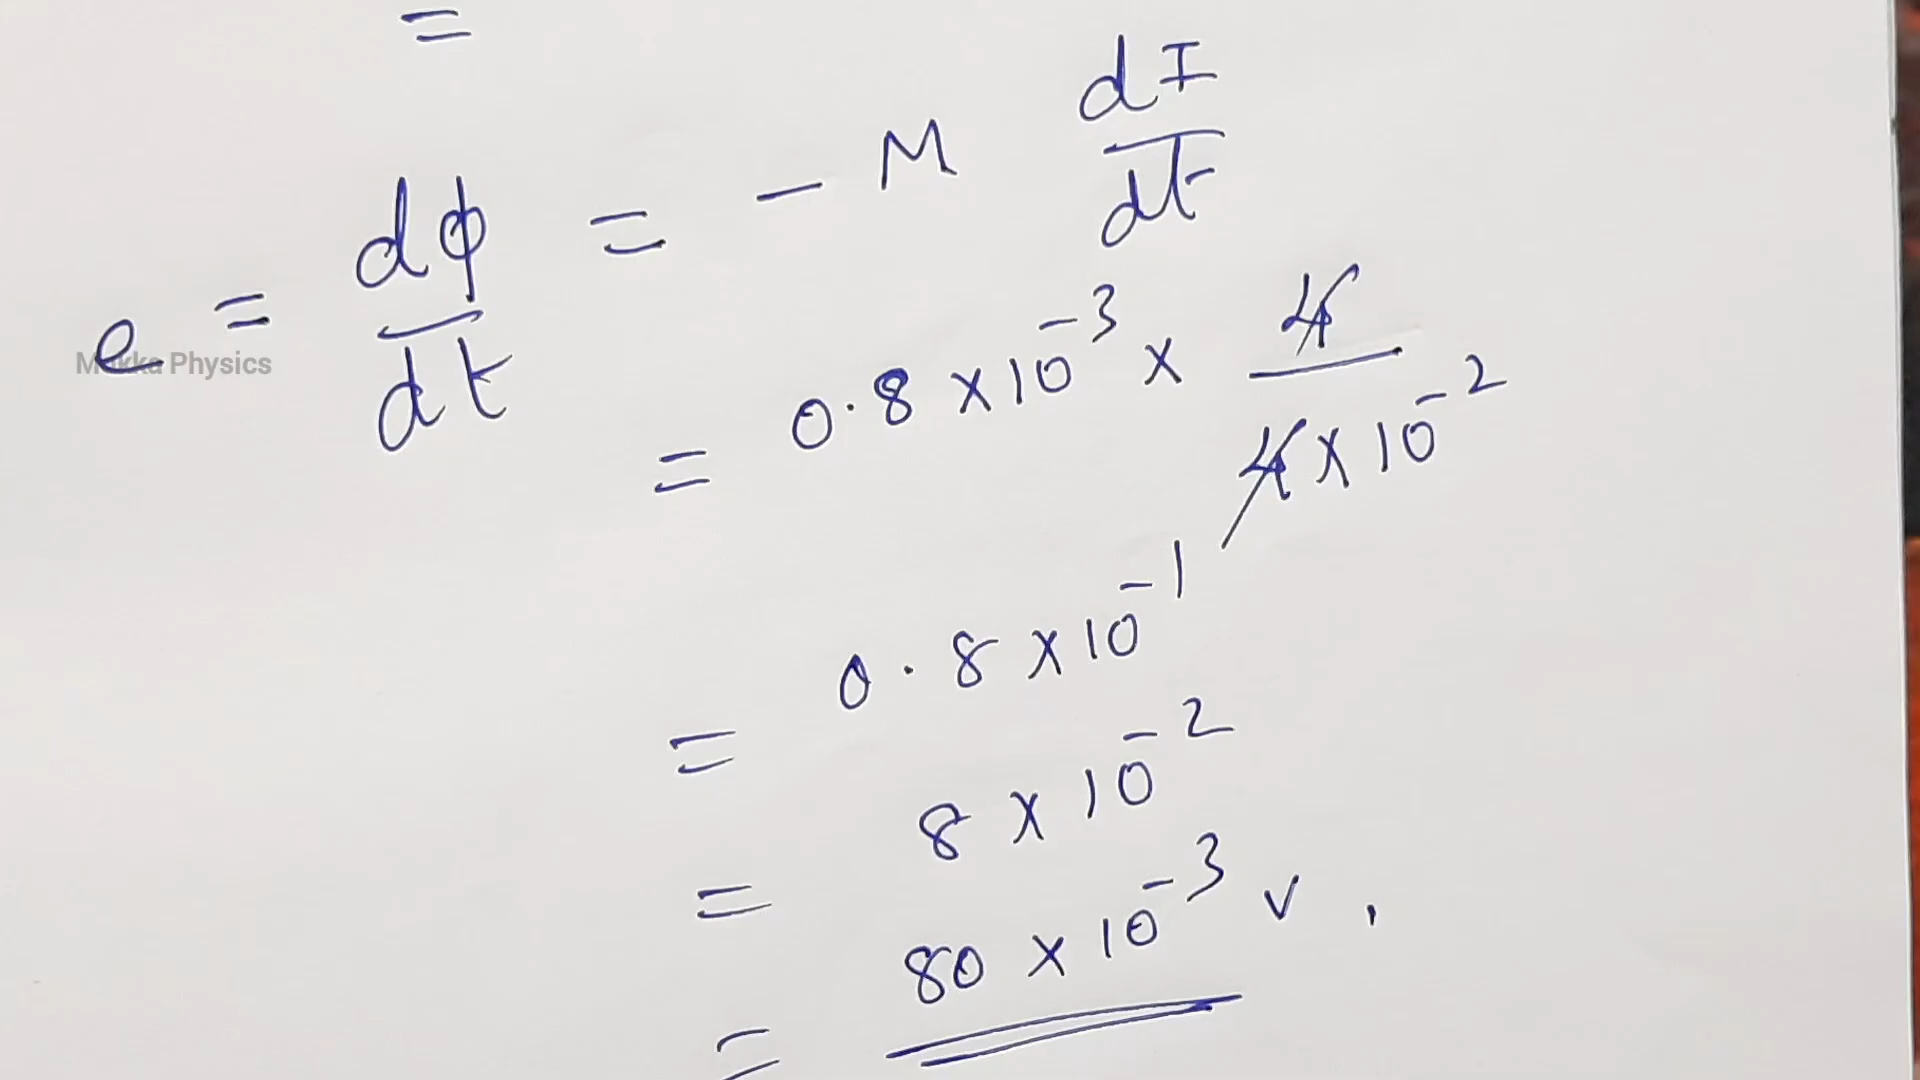 =
e = dφ/dt = - M dI/dt
= 0.8 × 10⁻³ × 4/4 × 10⁻²
= 0.8 × 10⁻¹
= 8 × 10⁻²
= 80 × 10⁻³ V .
Mokka Physics